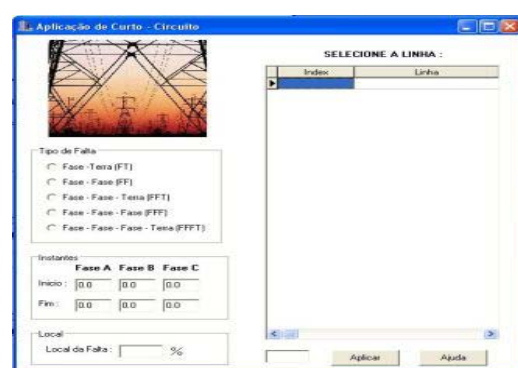 Aplicação de Curto - Circuito
SELECIONE A LINHA :
Index Linha
Tipo de Falta
Fase -Terra (FT)
Fase - Fase (FF)
Fase - Fase - Terra (FFT)
Fase - Fase - Fase (FFF)
Fase - Fase - Fase - Terra (FFFT)
Instantes
Fase A Fase B Fase C
Inicio : 0.0 0.0 0.0
Fim : 0.0 0.0 0.0
Local
Local da Falta : %
Aplicar Ajuda